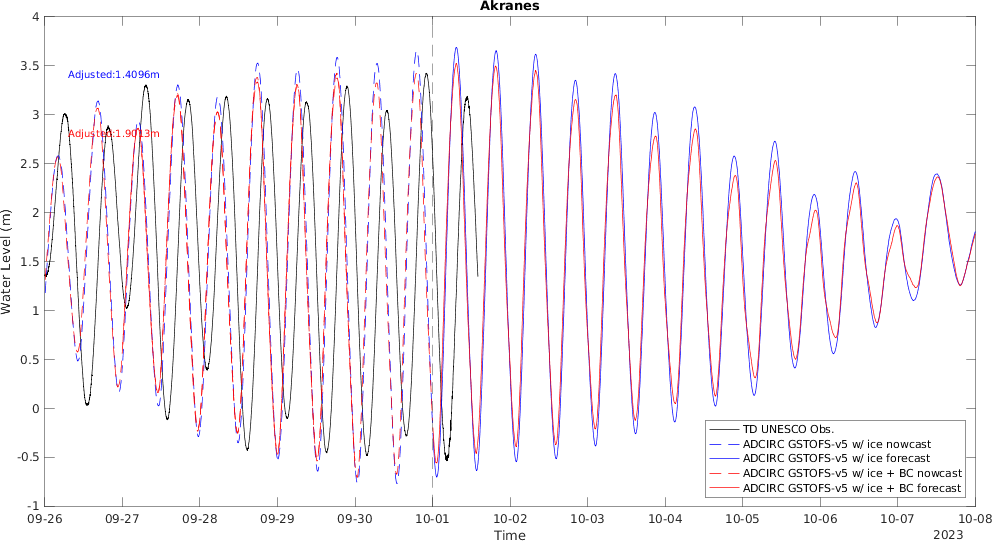 Akranes
Water Level (m)
4
3.5
3
2.5
2
1.5
1
0.5
0
-0.5
-1
Adjusted:1.4096m
Adjusted:1.9013m
TD UNESCO Obs.
ADCIRC GSTOFS-v5 w/ ice nowcast
ADCIRC GSTOFS-v5 w/ ice forecast
ADCIRC GSTOFS-v5 w/ ice + BC nowcast
ADCIRC GSTOFS-v5 w/ ice + BC forecast
09-26 09-27 09-28 09-29 09-30 10-01 10-02 10-03 10-04 10-05 10-06 10-07 10-08
Time
2023